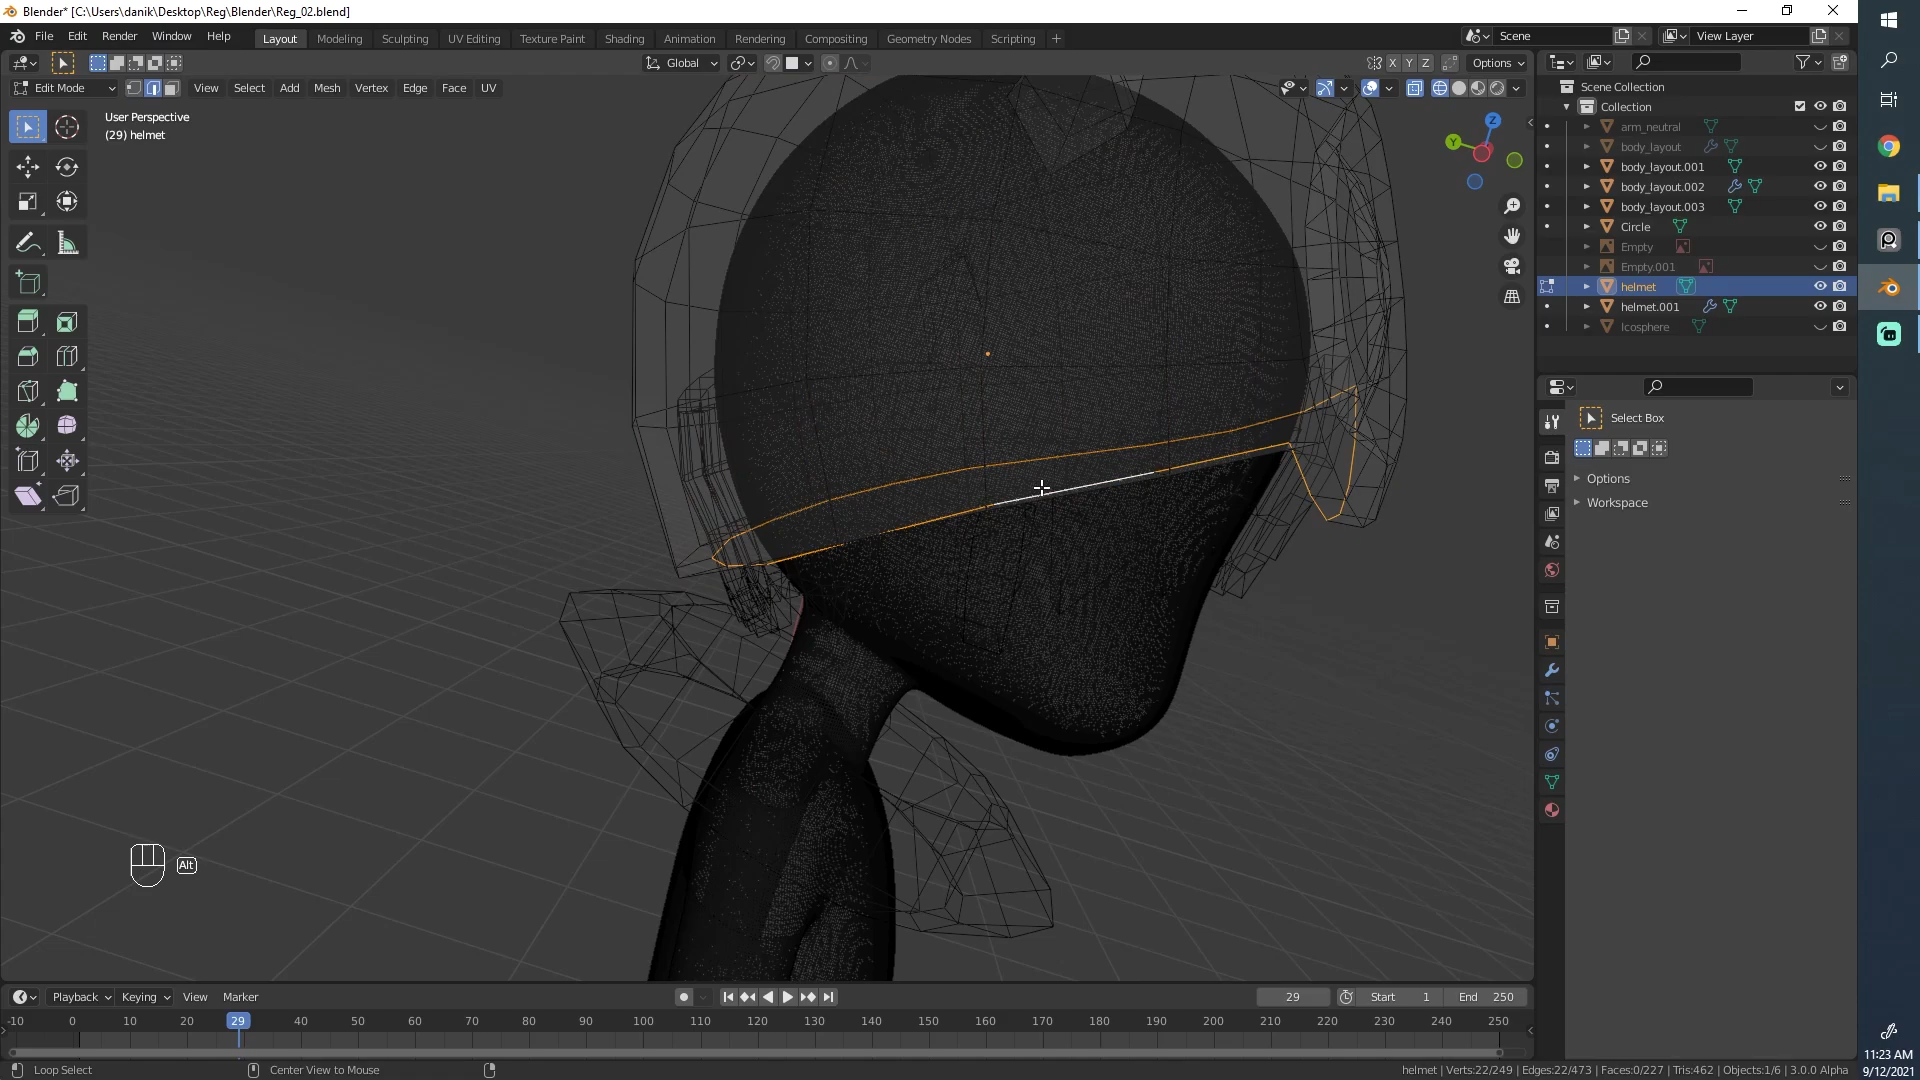 Blender* [C:\Users\danik\Desktop\Reg\Blender\Reg_02.blend]
File Edit Render Window Help Layout Modeling Sculpting UV Editing Texture Paint Shading Animation Rendering Compositing Geometry Nodes Scripting + Scene View Layer
Global X Y Z Options
Edit Mode View Select Add Mesh Vertex Edge Face UV
User Perspective
(29) helmet
Z
Y
Scene Collection
Collection
arm_neutral
body_layout
body_layout.001
body_layout.002
body_layout.003
Circle
Empty
Empty.001
helmet
helmet.001
Icosphere
Select Box
Options
Workspace
Alt
Playback Keying View Marker 29 Start 1 End 250
-10 0 10 20 29 40 50 60 70 80 90 100 110 120 130 140 150 160 170 180 190 200 210 220 230 240 250
Loop Select Center View to Mouse helmet | Verts:22/249 | Edges:22/473 | Faces:0/227 | Tris:462 | Objects:1/6 | 3.0.0 Alpha
11:23 AM
9/12/2021